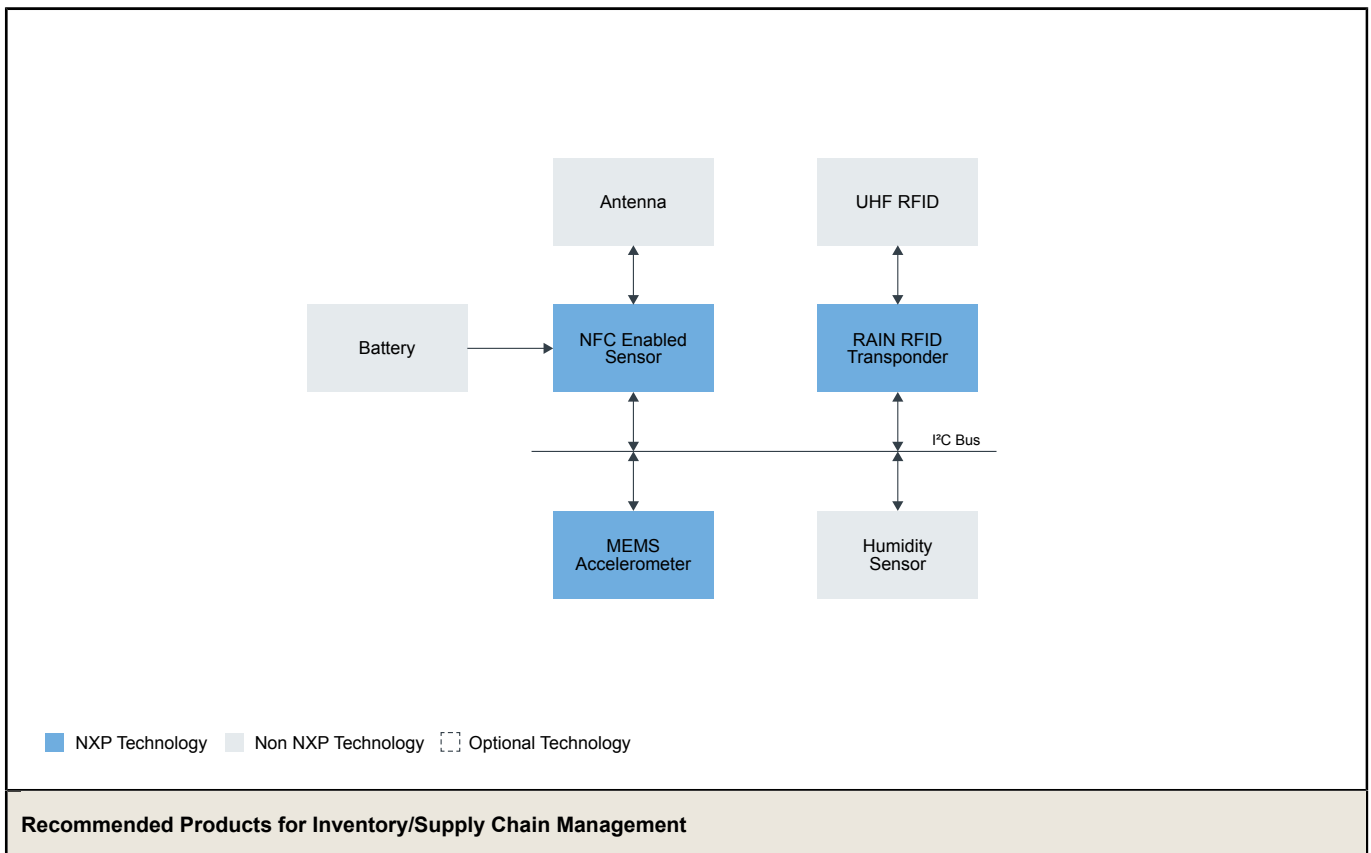 Antenna
UHF RFID
Battery
NFC Enabled
Sensor
RAIN RFID
Transponder
I²C Bus
MEMS
Accelerometer
Humidity
Sensor
NXP Technology
Non NXP Technology
Optional Technology
Recommended Products for Inventory/Supply Chain Management